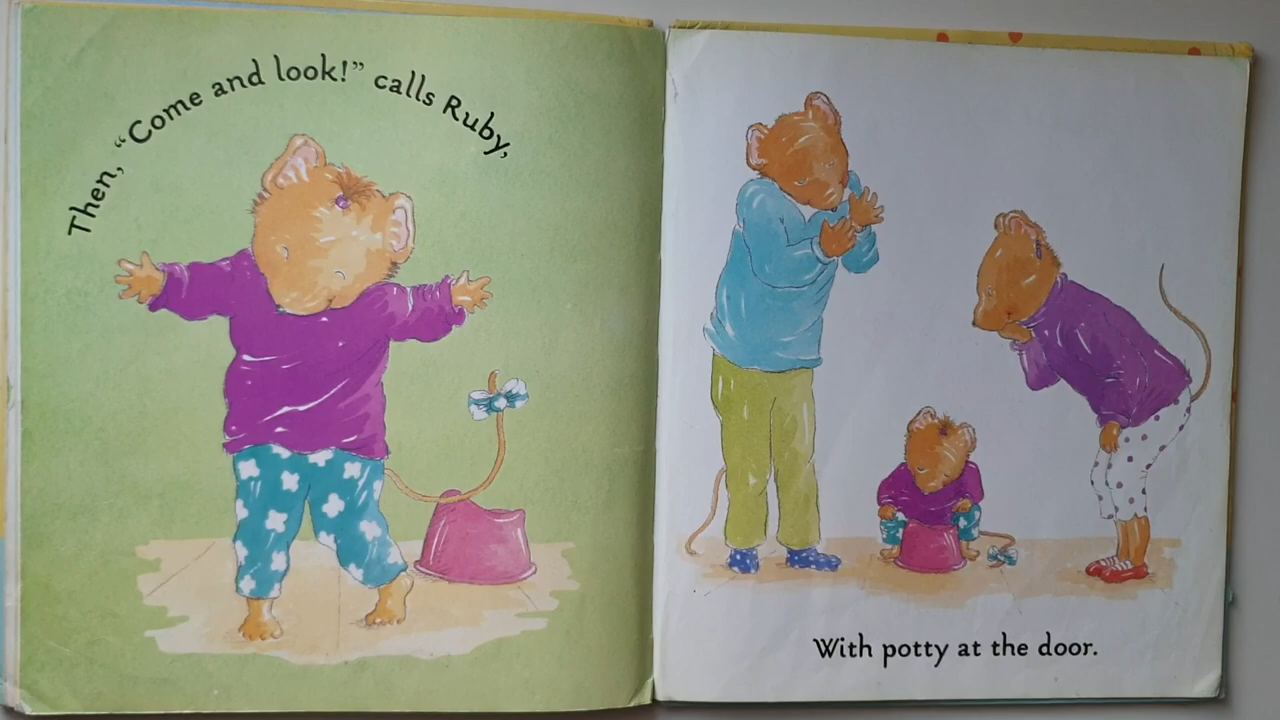 Then, “Come and look!” calls Ruby,
With potty at the door.